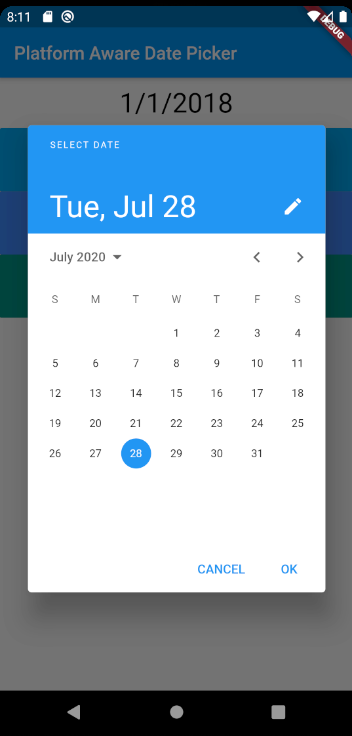 8:11
DEBUG
Platform Aware Date Picker
1/1/2018
SELECT DATE
Tue, Jul 28
July 2020
S M T W T F S
1 2 3 4
5 6 7 8 9 10 11
12 13 14 15 16 17 18
19 20 21 22 23 24 25
26 27 28 29 30 31
CANCEL OK